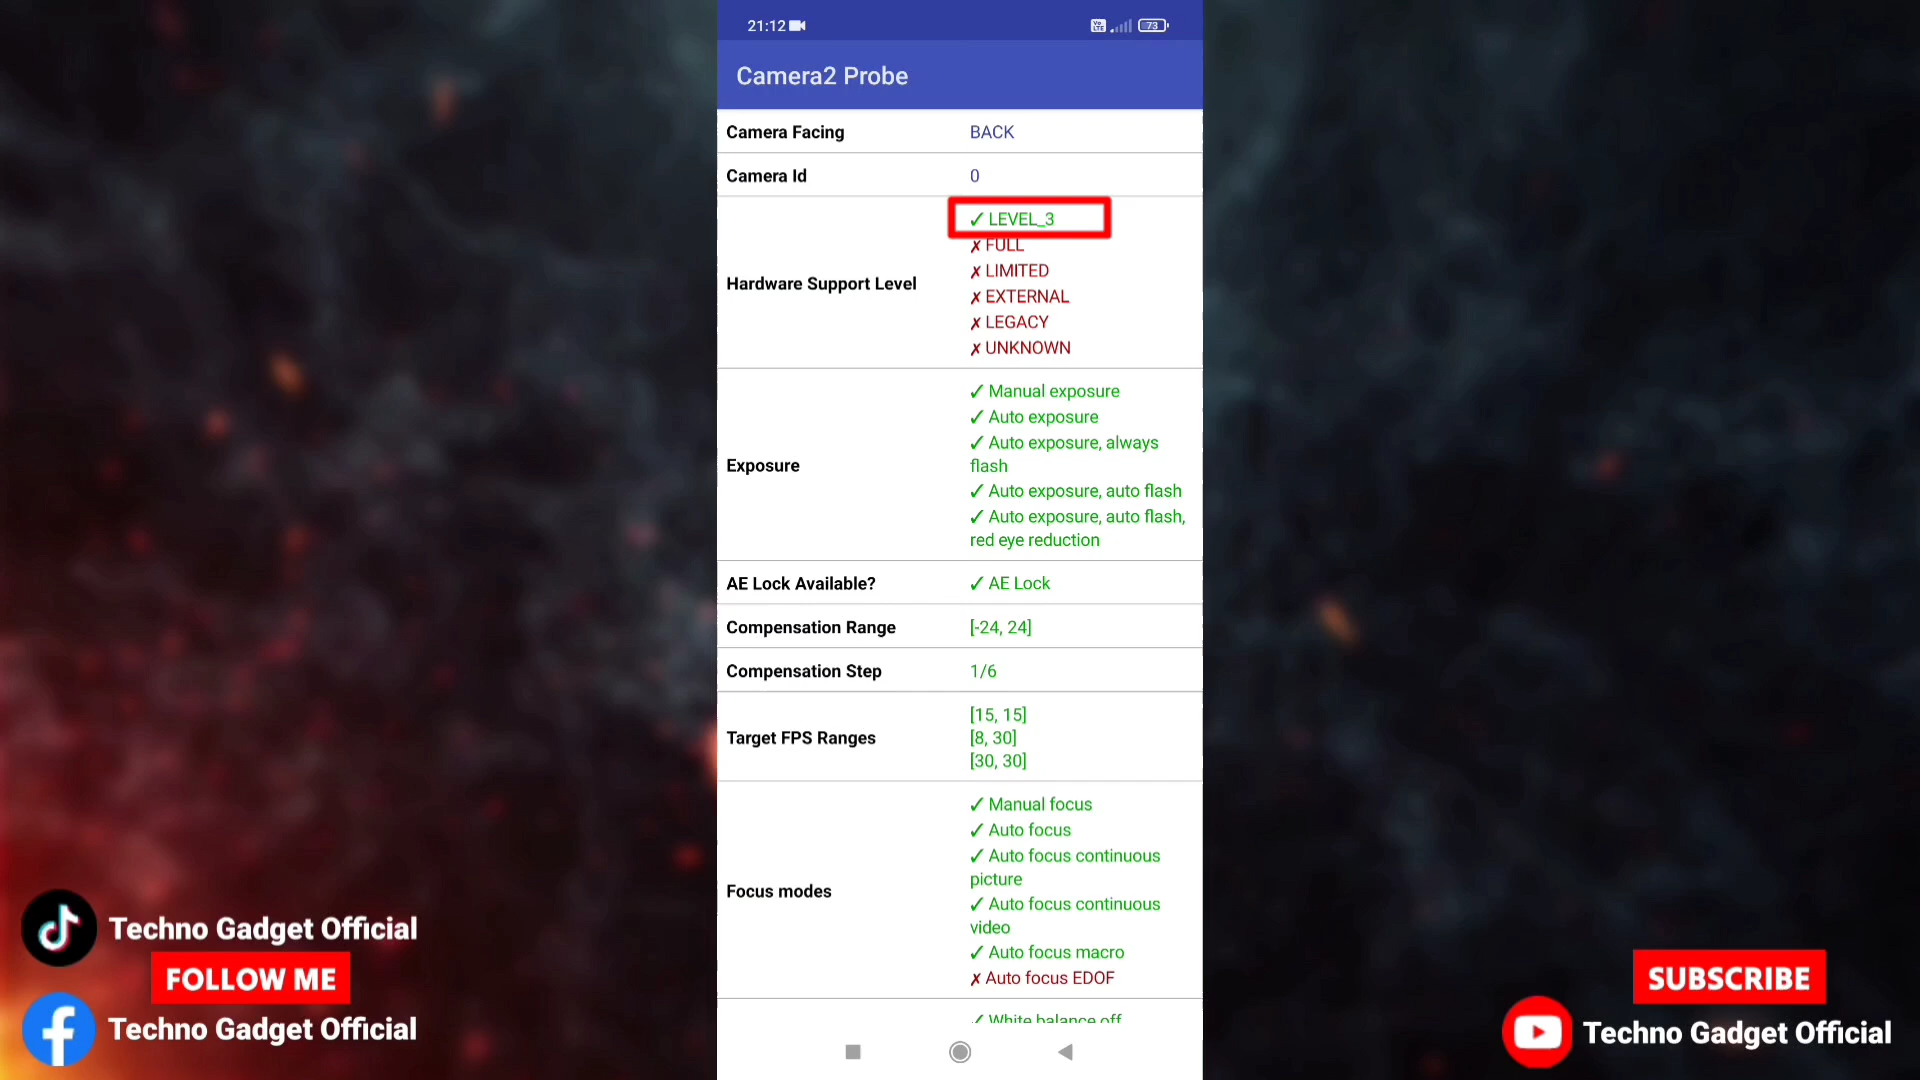 21:12
Vo LTE
73
Camera2 Probe
Camera Facing BACK
Camera Id 0
Hardware Support Level
✓ LEVEL_3
✗ FULL
✗ LIMITED
✗ EXTERNAL
✗ LEGACY
✗ UNKNOWN
Exposure
✓ Manual exposure
✓ Auto exposure
✓ Auto exposure, always
flash
✓ Auto exposure, auto flash
✓ Auto exposure, auto flash,
red eye reduction
AE Lock Available? ✓ AE Lock
Compensation Range [-24, 24]
Compensation Step 1/6
Target FPS Ranges
[15, 15]
[8, 30]
[30, 30]
Focus modes
✓ Manual focus
✓ Auto focus
✓ Auto focus continuous
picture
✓ Auto focus continuous
video
✓ Auto focus macro
✗ Auto focus EDOF
✓ White balance off
Techno Gadget Official
FOLLOW ME
Techno Gadget Official
SUBSCRIBE
Techno Gadget Official